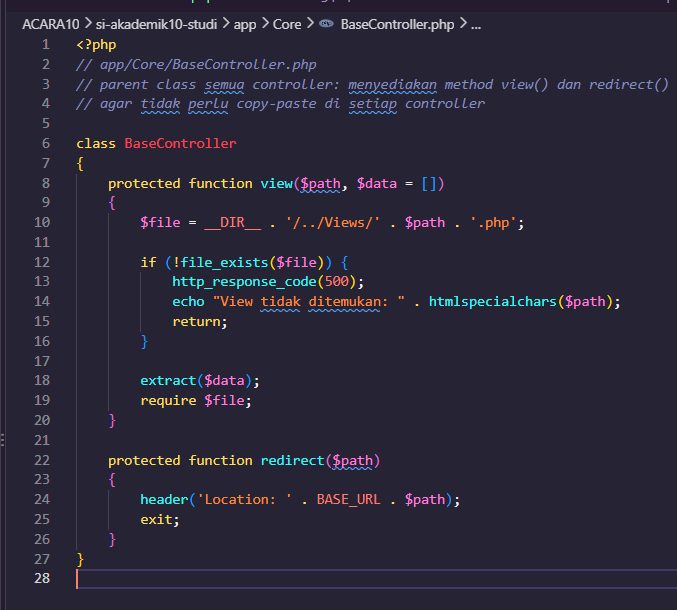 ACARA10 > si-akademik10-studi > app > Core > BaseController.php > ...
1 <?php
2 // app/Core/BaseController.php
3 // parent class semua controller: menyediakan method view() dan redirect()
4 // agar tidak perlu copy-paste di setiap controller
5
6 class BaseController
7 {
8     protected function view($path, $data = [])
9     {
10         $file = __DIR__ . '/../Views/' . $path . '.php';
11
12         if (!file_exists($file)) {
13             http_response_code(500);
14             echo "View tidak ditemukan: " . htmlspecialchars($path);
15             return;
16         }
17
18         extract($data);
19         require $file;
20     }
21
22     protected function redirect($path)
23     {
24         header('Location: ' . BASE_URL . $path);
25         exit;
26     }
27 }
28